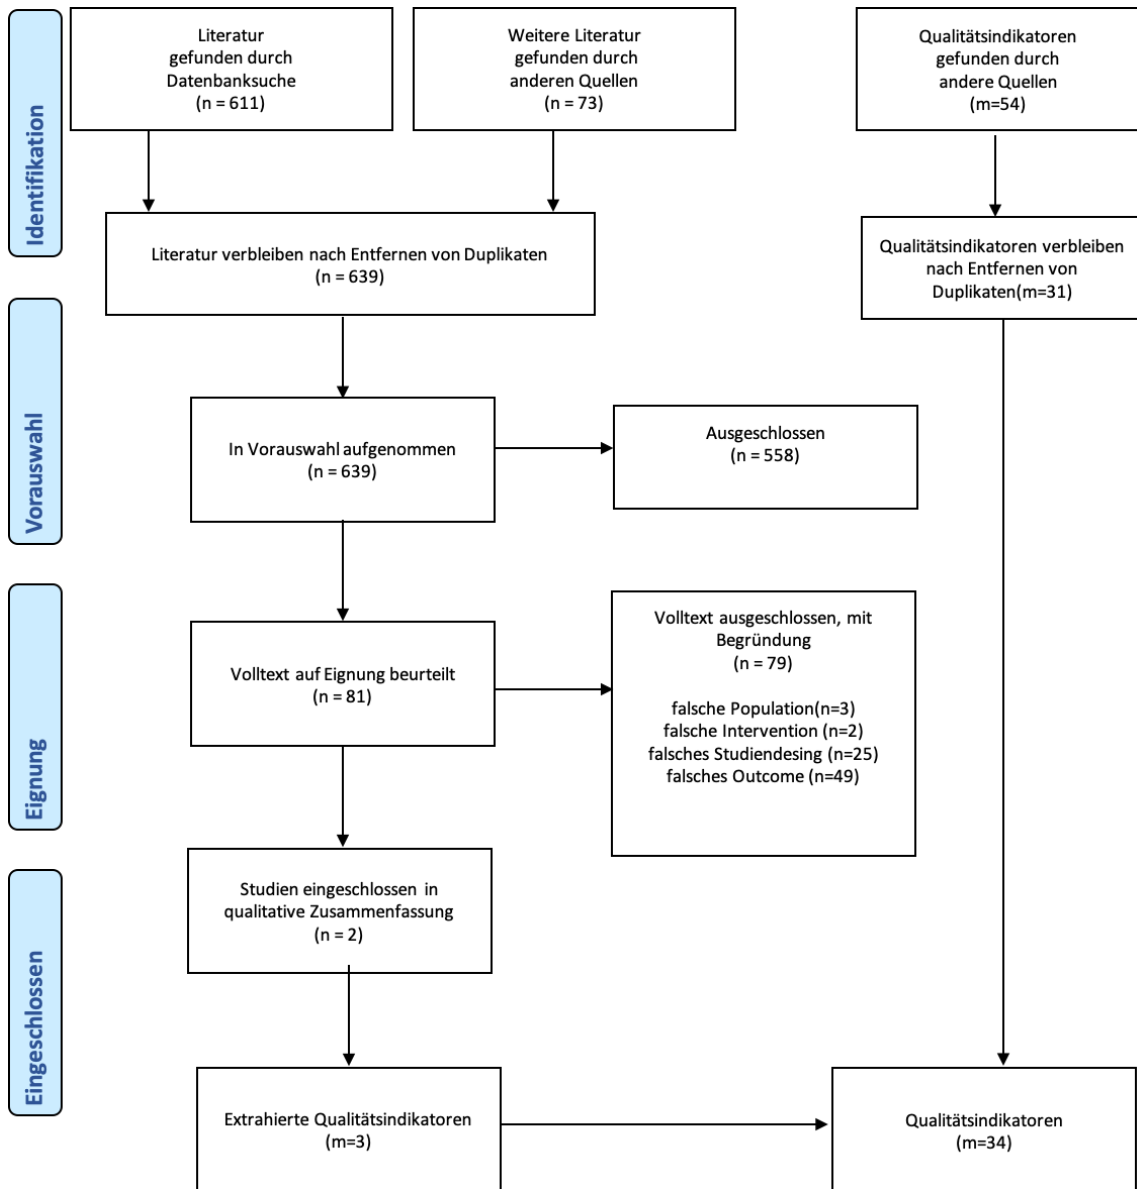 Identifikation
Literatur
gefunden durch
Datenbanksuche
(n = 611)
Weitere Literatur
gefunden durch
anderen Quellen
(n = 73)
Qualitätsindikatoren
gefunden durch
andere Quellen
(m=54)
Literatur verbleiben nach Entfernen von Duplikaten
(n = 639)
Qualitätsindikatoren verbleiben
nach Entfernen von
Duplikaten(m=31)
Vorauswahl
In Vorauswahl aufgenommen
(n = 639)
Ausgeschlossen
(n = 558)
Eignung
Volltext auf Eignung beurteilt
(n = 81)
Volltext ausgeschlossen, mit
Begründung
(n = 79)
falsche Population(n=3)
falsche Intervention (n=2)
falsches Studiendesing (n=25)
falsches Outcome (n=49)
Eingeschlossen
Studien eingeschlossen in
qualitative Zusammenfassung
(n = 2)
Extrahierte Qualitätsindikatoren
(m=3)
Qualitätsindikatoren
(m=34)